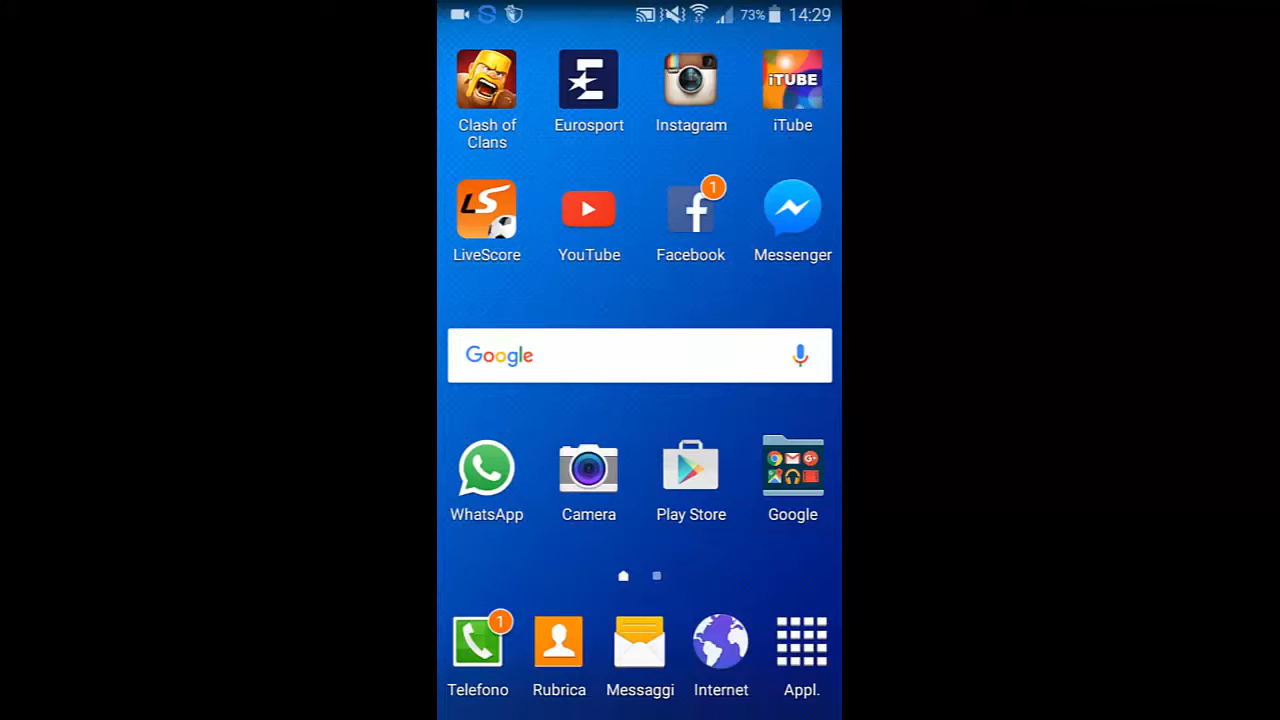 73% 14:29
iTUBE
Clash of Clans
Eurosport
Instagram
iTube
LS
1
LiveScore
YouTube
Facebook
Messenger
Google
WhatsApp
Camera
Play Store
Google
1
Telefono
Rubrica
Messaggi
Internet
Appl.